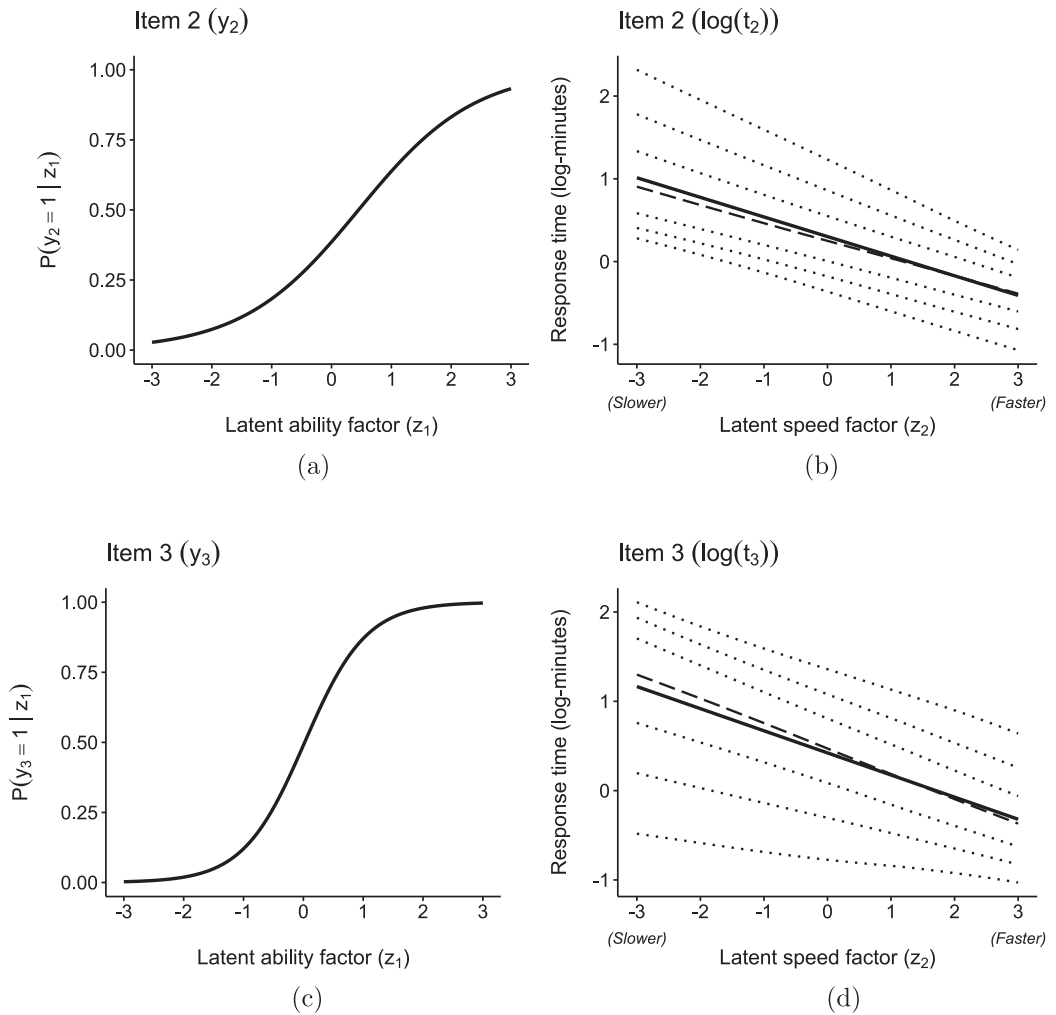 Item 2 (y₂)
1.00
0.75
0.50
0.25
0.00
P(y₂ = 1 | z₁)
-3 -2 -1 0 1 2 3
Latent ability factor (z₁)
(a)
Item 2 (log(t₂))
2
1
0
-1
Response time (log-minutes)
-3 -2 -1 0 1 2 3
(Slower) (Faster)
Latent speed factor (z₂)
(b)
Item 3 (y₃)
1.00
0.75
0.50
0.25
0.00
P(y₃ = 1 | z₁)
-3 -2 -1 0 1 2 3
Latent ability factor (z₁)
(c)
Item 3 (log(t₃))
2
1
0
-1
Response time (log-minutes)
-3 -2 -1 0 1 2 3
(Slower) (Faster)
Latent speed factor (z₂)
(d)